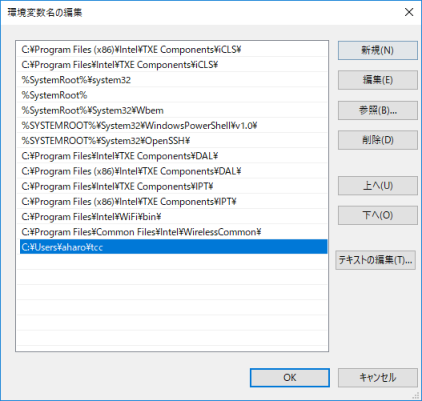 環境変数名の編集
C:¥Program Files (x86)¥Intel¥TXE Components¥iCLS¥
C:¥Program Files¥Intel¥TXE Components¥iCLS¥
%SystemRoot%¥system32
%SystemRoot%
%SystemRoot%¥System32¥Wbem
%SYSTEMROOT%¥System32¥WindowsPowerShell¥v1.0¥
%SYSTEMROOT%¥System32¥OpenSSH¥
C:¥Program Files¥Intel¥TXE Components¥DAL¥
C:¥Program Files (x86)¥Intel¥TXE Components¥DAL¥
C:¥Program Files¥Intel¥TXE Components¥IPT¥
C:¥Program Files (x86)¥Intel¥TXE Components¥IPT¥
C:¥Program Files¥Intel¥WiFi¥bin¥
C:¥Program Files¥Common Files¥Intel¥WirelessCommon¥
C:¥Users¥aharo¥tcc
新規(N)
編集(E)
参照(B)...
削除(D)
上へ(U)
下へ(O)
テキストの編集(T)...
OK
キャンセル